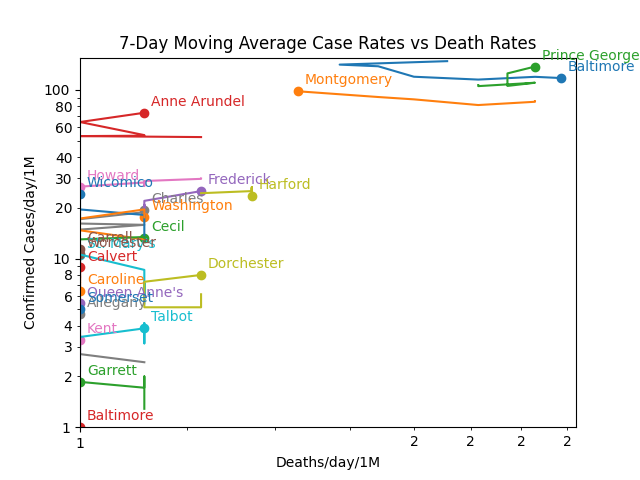 7-Day Moving Average Case Rates vs Death Rates
Prince George
Baltimore
Montgomery
100
80
60
40
30
20
10
8
6
4
3
2
1
Confirmed Cases/day/1M
Anne Arundel
Howard
Wicomico
Frederick
Harford
Charles
Washington
Cecil
Carroll
Worcester
St. Mary's
Calvert
Dorchester
Caroline
Queen Anne's
Somerset
Allegany
Talbot
Kent
Garrett
Baltimore
1
2
2
2
2
Deaths/day/1M